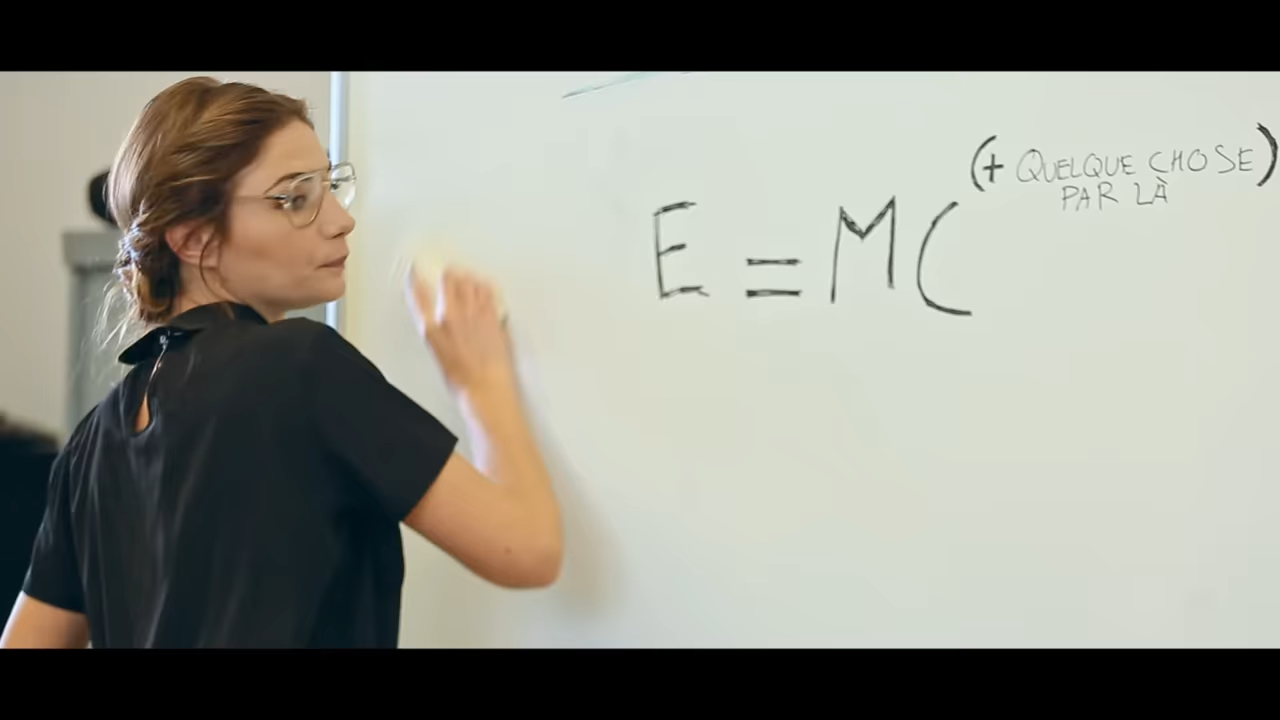 E = MC (+ QUELQUE CHOSE)
PAR LÀ